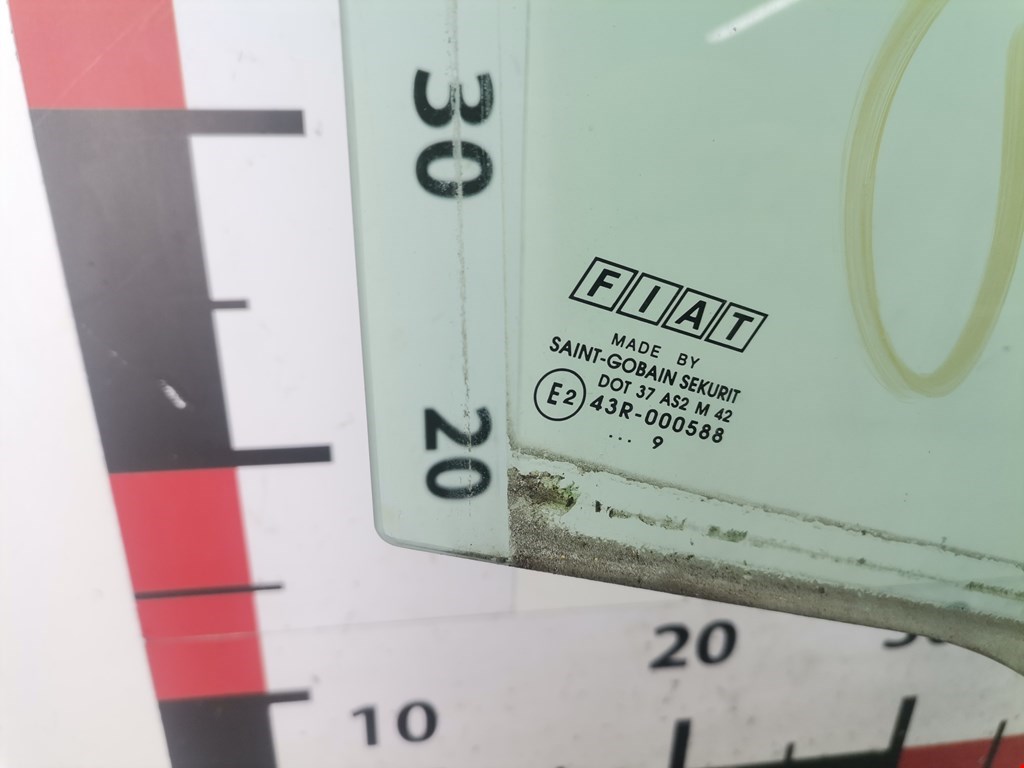 30
FIAT
MADE BY
SAINT-GOBAIN SEKURIT
DOT 37 AS2 M 42
E2 43R-000588
... 9
20
20
10